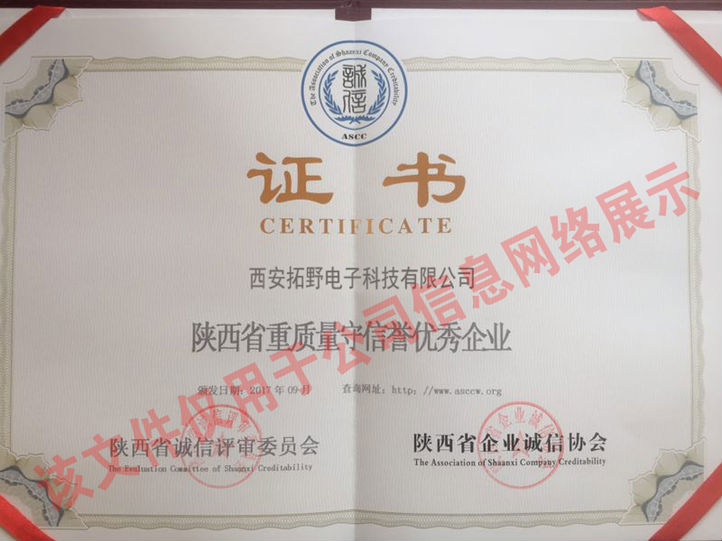 The Association of Shaanxi Company Creditability
誠信
ASCC
证书
CERTIFICATE
西安拓野电子科技有限公司
陕西省重质量守信誉优秀企业
颁发日期：2017年09月 查询网址：http：//www.asccw.org
陕西省诚信评审委员会
The Evaluation Committee of Shaanxi Creditability
陕西省企业诚信协会
The Association of Shaanxi Company Creditability
该文件仅用于公司信息网络展示